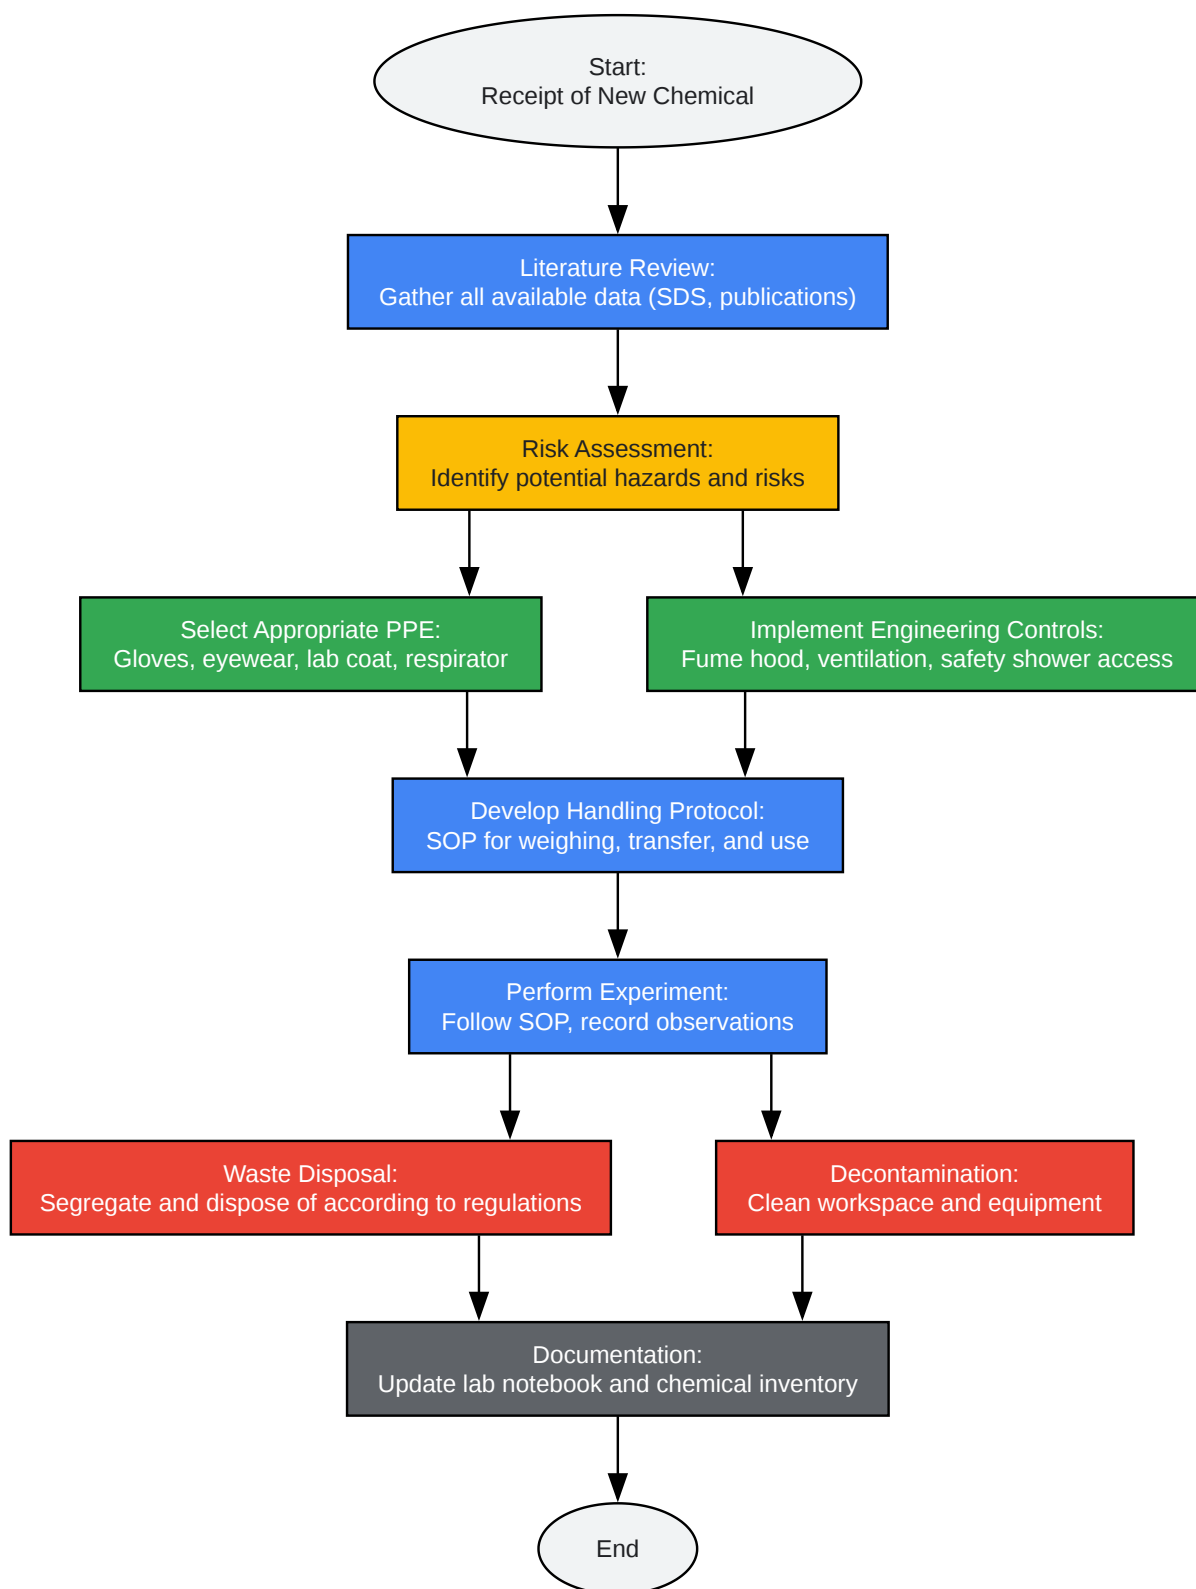 Start:
Receipt of New Chemical
Literature Review:
Gather all available data (SDS, publications)
Risk Assessment:
Identify potential hazards and risks
Select Appropriate PPE:
Gloves, eyewear, lab coat, respirator
Implement Engineering Controls:
Fume hood, ventilation, safety shower access
Develop Handling Protocol:
SOP for weighing, transfer, and use
Perform Experiment:
Follow SOP, record observations
Waste Disposal:
Segregate and dispose of according to regulations
Decontamination:
Clean workspace and equipment
Documentation:
Update lab notebook and chemical inventory
End